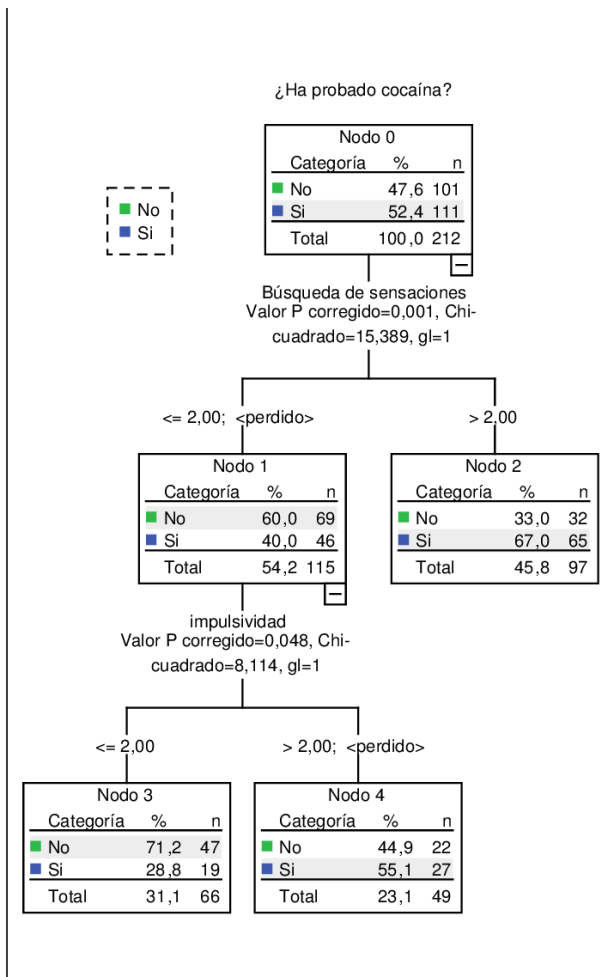 ¿Ha probado cocaína?
No
Si
Nodo 0
Categoría % n
No 47,6 101
Si 52,4 111
Total 100,0 212
Búsqueda de sensaciones
Valor P corregido=0,001, Chi-
cuadrado=15,389, gl=1
<= 2,00; <perdido>
> 2,00
Nodo 1
Categoría % n
No 60,0 69
Si 40,0 46
Total 54,2 115
Nodo 2
Categoría % n
No 33,0 32
Si 67,0 65
Total 45,8 97
impulsividad
Valor P corregido=0,048, Chi-
cuadrado=8,114, gl=1
<= 2,00
> 2,00; <perdido>
Nodo 3
Categoría % n
No 71,2 47
Si 28,8 19
Total 31,1 66
Nodo 4
Categoría % n
No 44,9 22
Si 55,1 27
Total 23,1 49